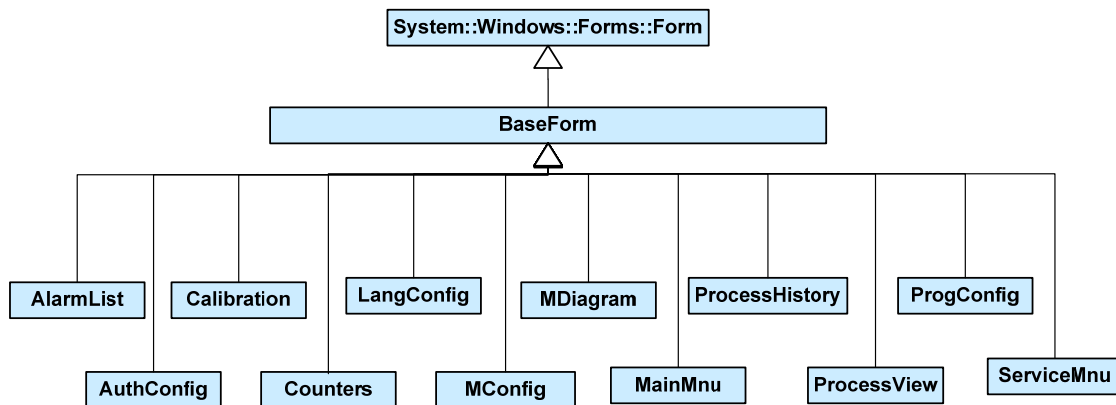 System::Windows::Forms::Form
BaseForm
AlarmList
Calibration
LangConfig
MDiagram
ProcessHistory
ProgConfig
AuthConfig
Counters
MConfig
MainMnu
ProcessView
ServiceMnu